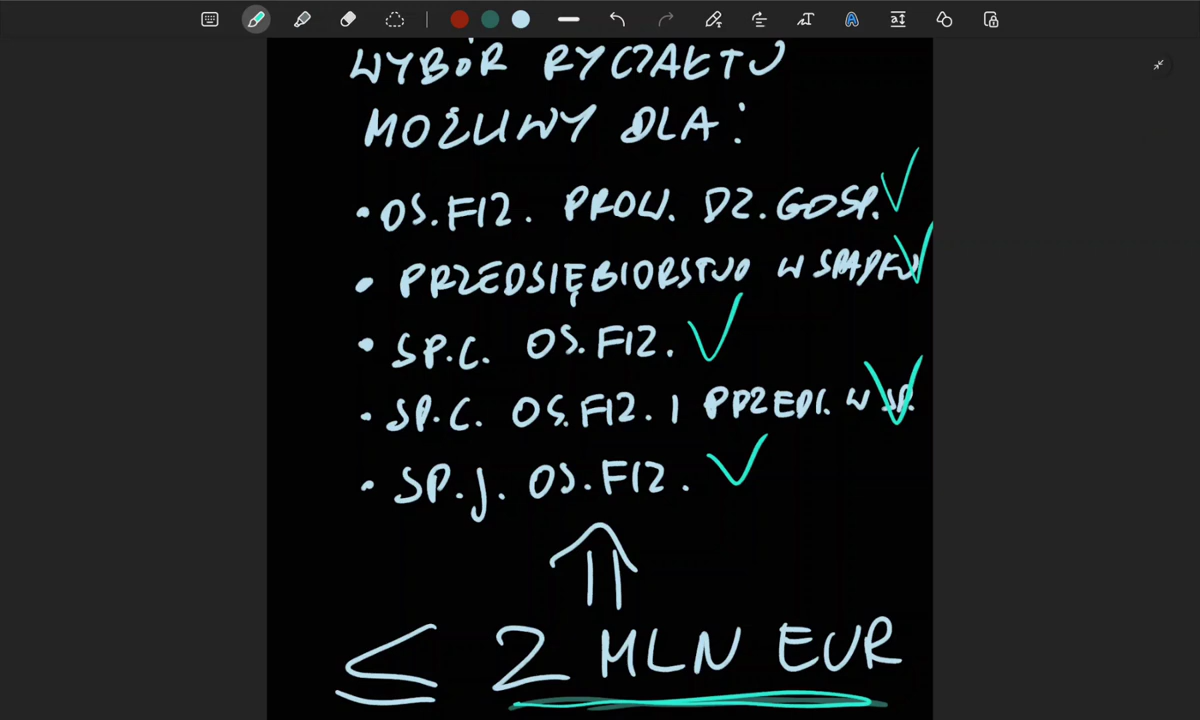 WYBÓR RYCZAŁTU
MOŻLIWY DLA:
• OS.FIZ. PROW. DZ.GOSP.
• PRZEDSIĘBIORSTWO W SPADKU
• SP.C. OS.FIZ.
• SP.C. OS.FIZ. I PRZEDS. W SP.
• SP.J. OS.FIZ.
≤ 2 MLN EUR